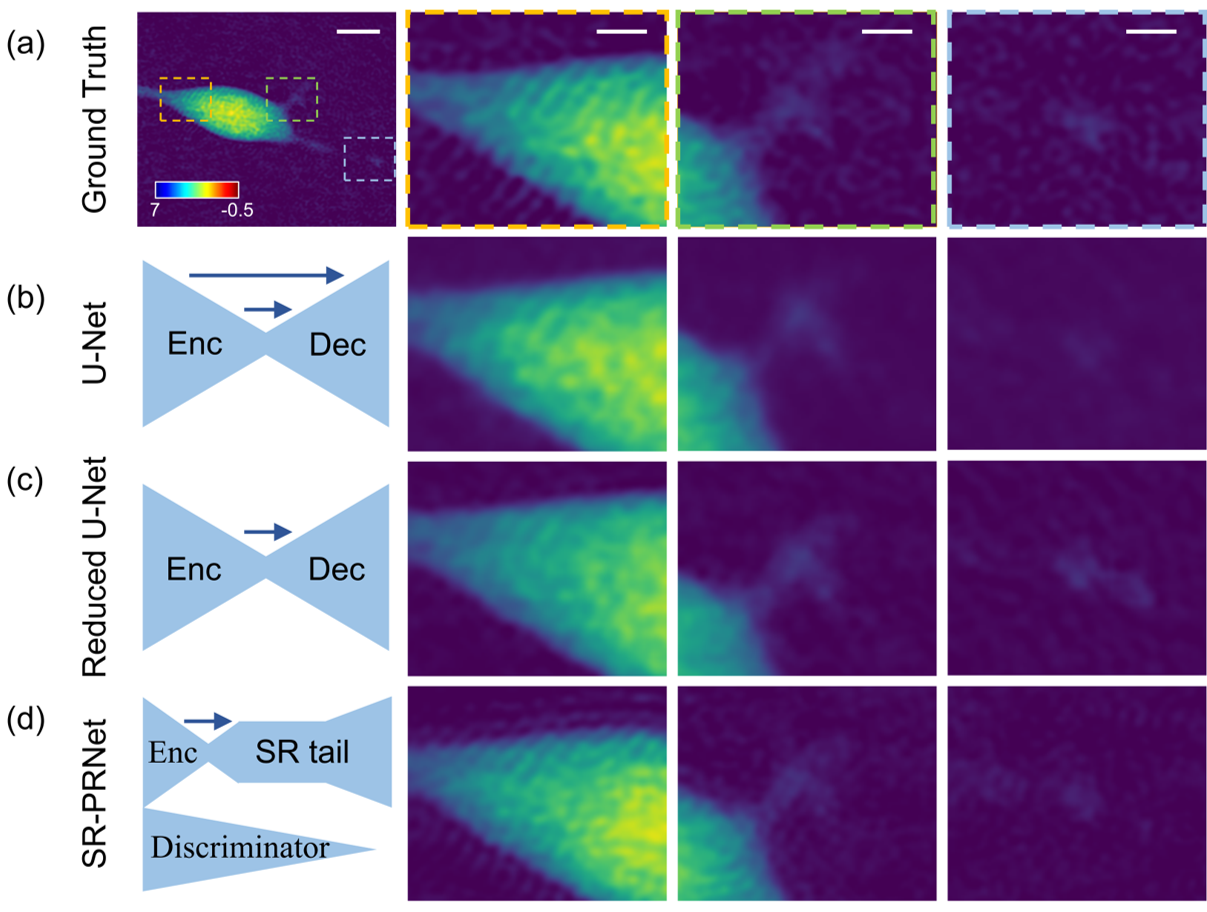 (a)
Ground Truth
7
-0.5
(b)
U-Net
Enc
Dec
(c)
Reduced U-Net
Enc
Dec
(d)
SR-PRNet
Enc
SR tail
Discriminator